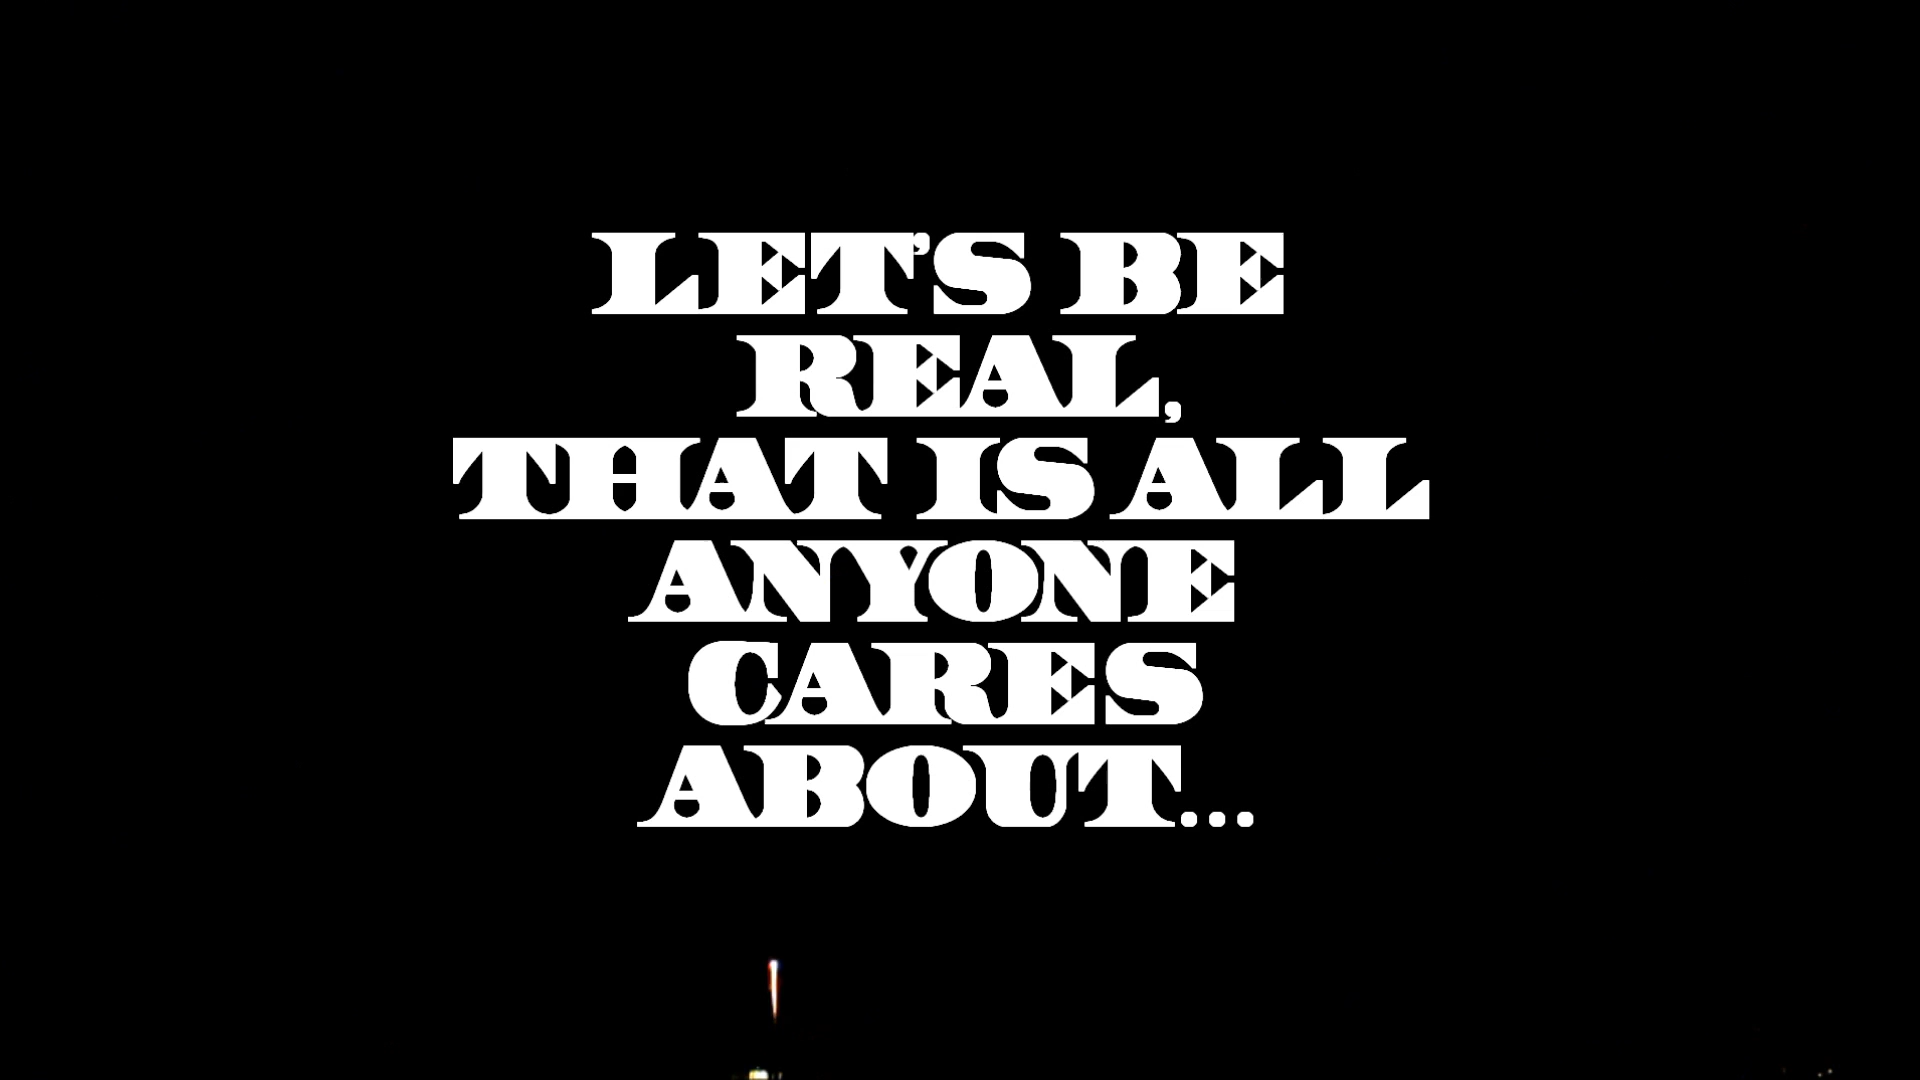 LET'S BE
REAL,
THAT IS ALL
ANYONE
CARES
ABOUT...